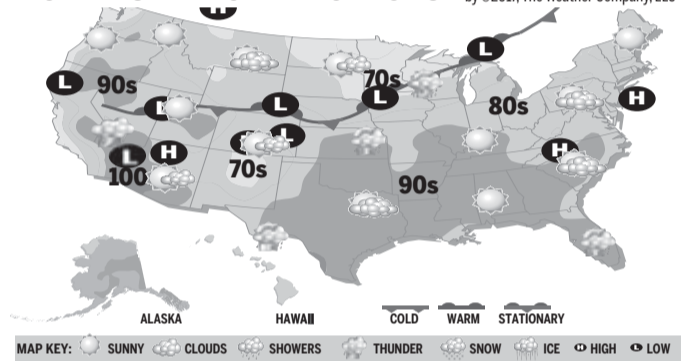 by ©2017, The Weather Company, LLC
H
L
70s
L
90s
L
L
H
80s
L
H
L
H
100
70s
90s
ALASKA
HAWAII
COLD
WARM
STATIONARY
MAP KEY: SUNNY CLOUDS SHOWERS THUNDER SNOW ICE H HIGH L LOW